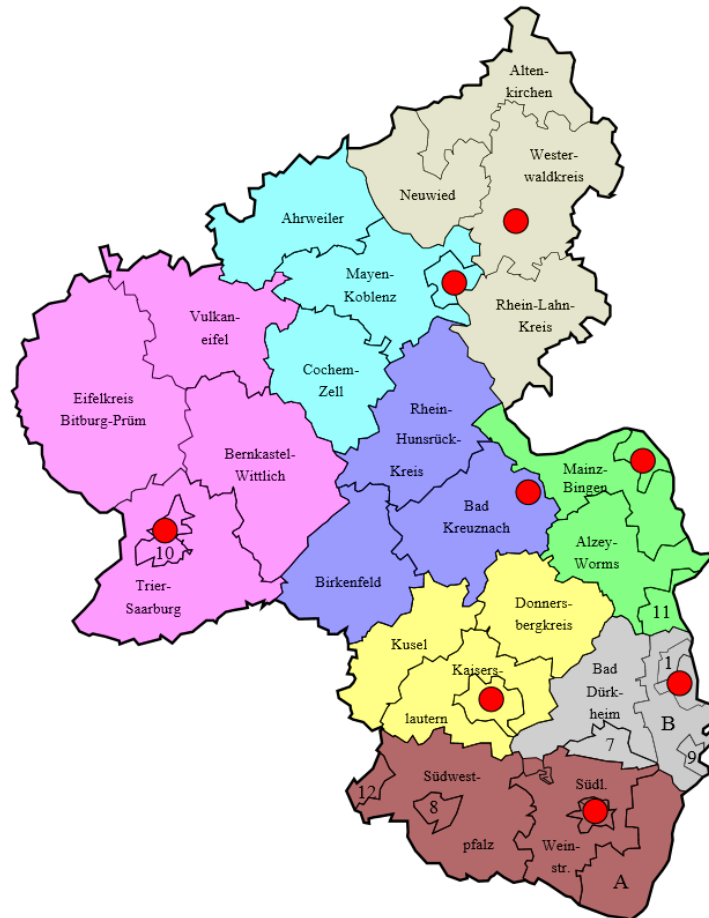 Alten-
kirchen
Wester-
waldkreis
Neuwied
Ahrweiler
Mayen-
Koblenz
Rhein-Lahn-
Kreis
Vulkan-
eifel
Cochem-
Zell
Eifelkreis
Bitburg-Prüm
Rhein-
Hunsrück-
Kreis
Bernkastel-
Wittlich
Mainz-
Bingen
Bad
Kreuznach
Alzey-
Worms
10
Trier-
Saarburg
Birkenfeld
Donners-
bergkreis
11
Kusel
Kaisers-
lautern
Bad
Dürk-
heim
1
B
7
9
12
Südwest-
8
pfalz
Südl.
Wein-
str.
A